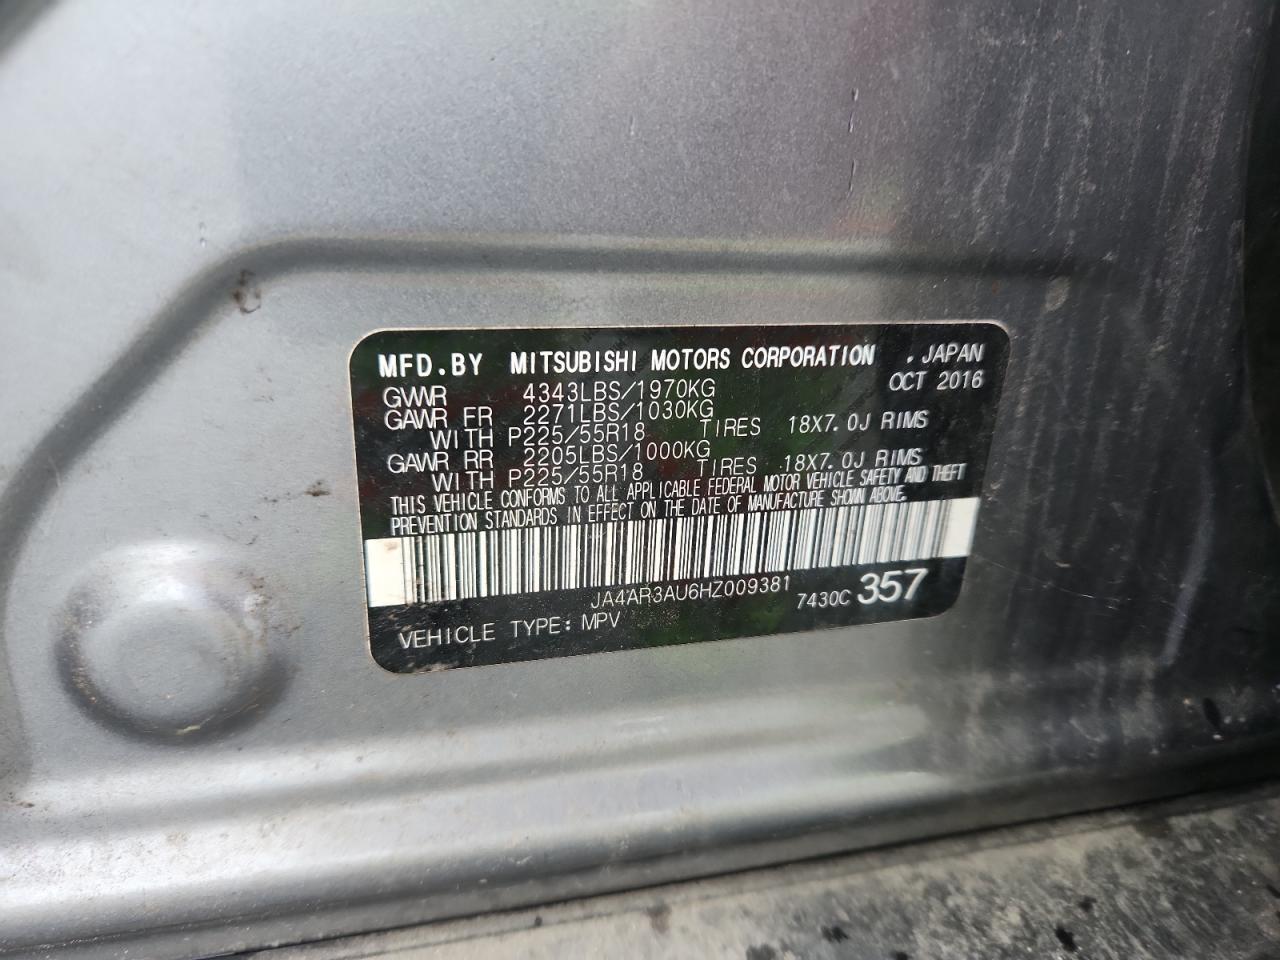 MFD.BY MITSUBISHI MOTORS CORPORATION . JAPAN
GVWR 4343LBS/1970KG OCT 2016
GAWR FR 2271LBS/1030KG
WITH P225/55R18 TIRES 18X7.0J RIMS
GAWR RR 2205LBS/1000KG
WITH P225/55R18 TIRES 18X7.0J RIMS
THIS VEHICLE CONFORMS TO ALL APPLICABLE FEDERAL MOTOR VEHICLE SAFETY AND THEFT
PREVENTION STANDARDS IN EFFECT ON THE DATE OF MANUFACTURE SHOWN ABOVE.
JA4AR3AU6HZ009381
7430C 357
VEHICLE TYPE: MPV